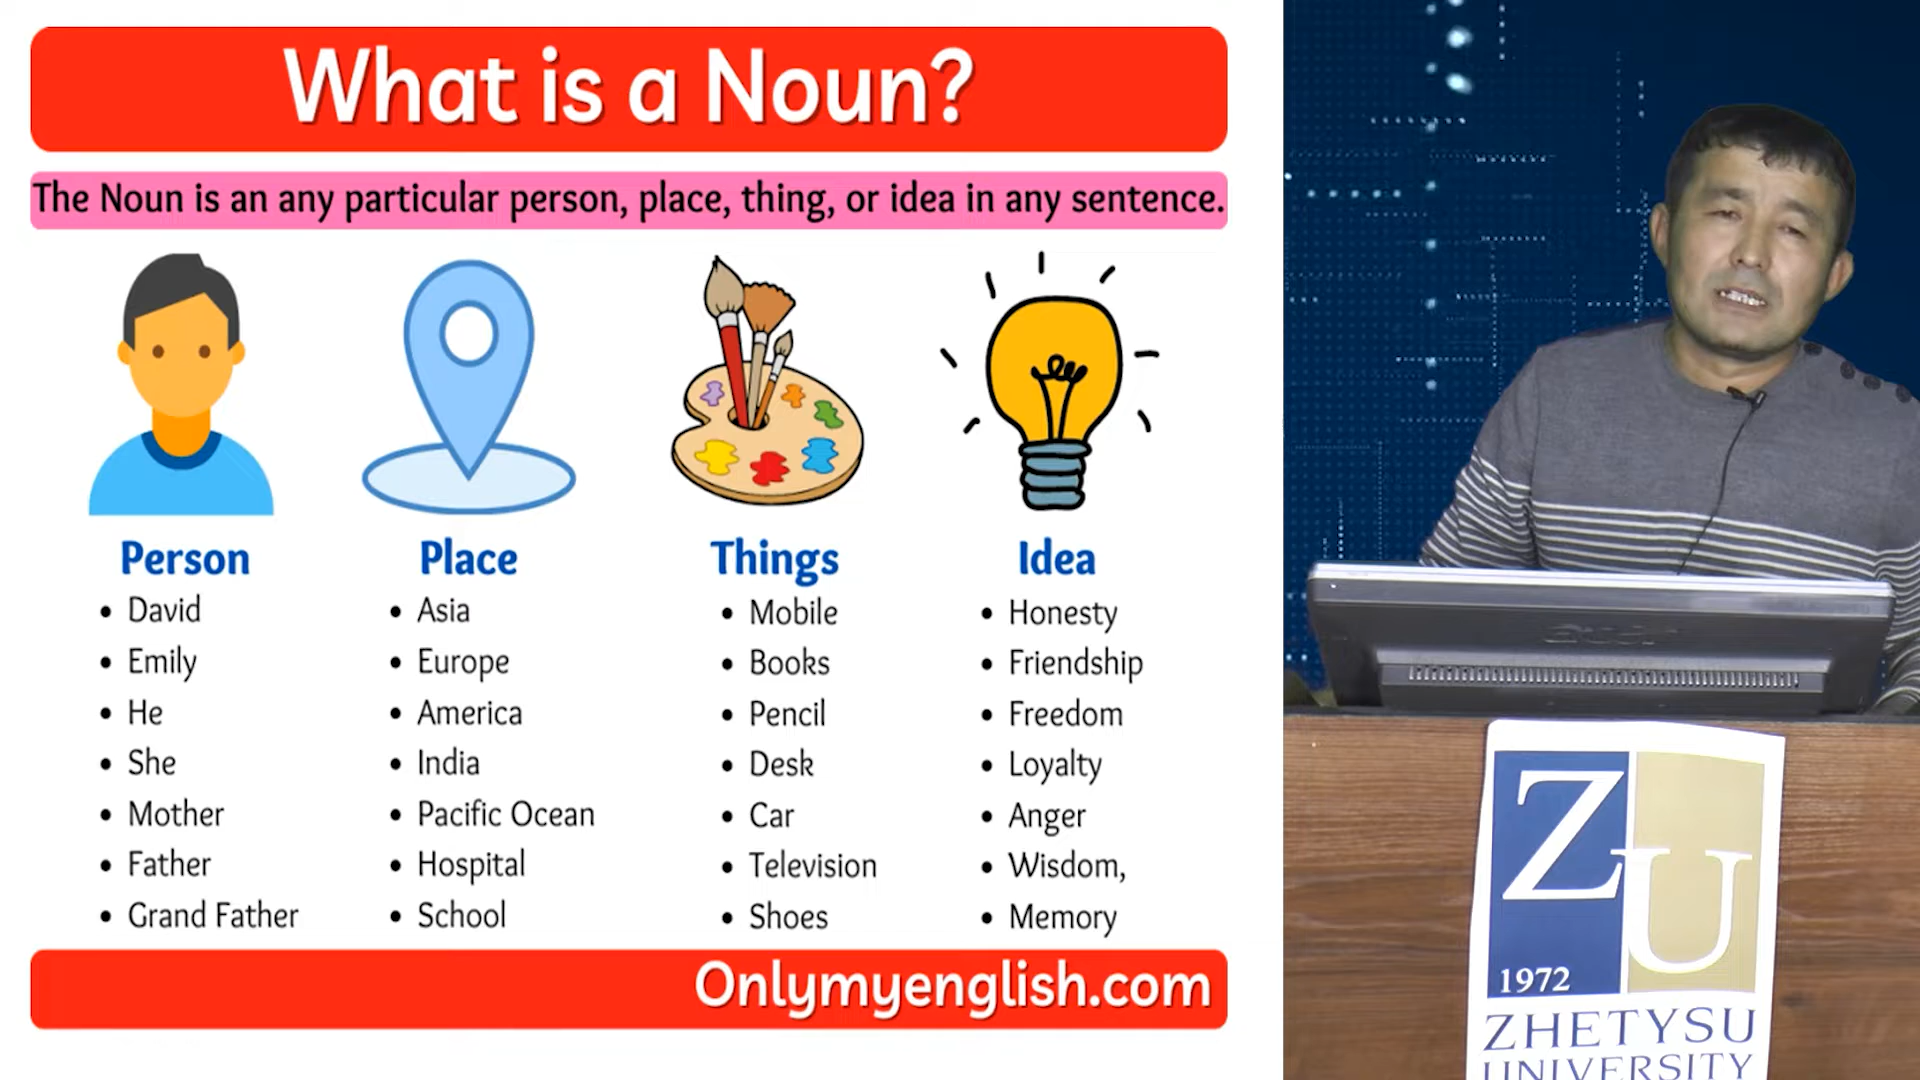 What is a Noun?
The Noun is an any particular person, place, thing, or idea in any sentence.
Person
David
Emily
He
She
Mother
Father
Grand Father
Place
Asia
Europe
America
India
Pacific Ocean
Hospital
School
Things
Mobile
Books
Pencil
Desk
Car
Television
Shoes
Idea
Honesty
Friendship
Freedom
Loyalty
Anger
Wisdom,
Memory
Onlymyenglish.com
acer
ZU
1972
ZHETYSU
UNIVERSITY